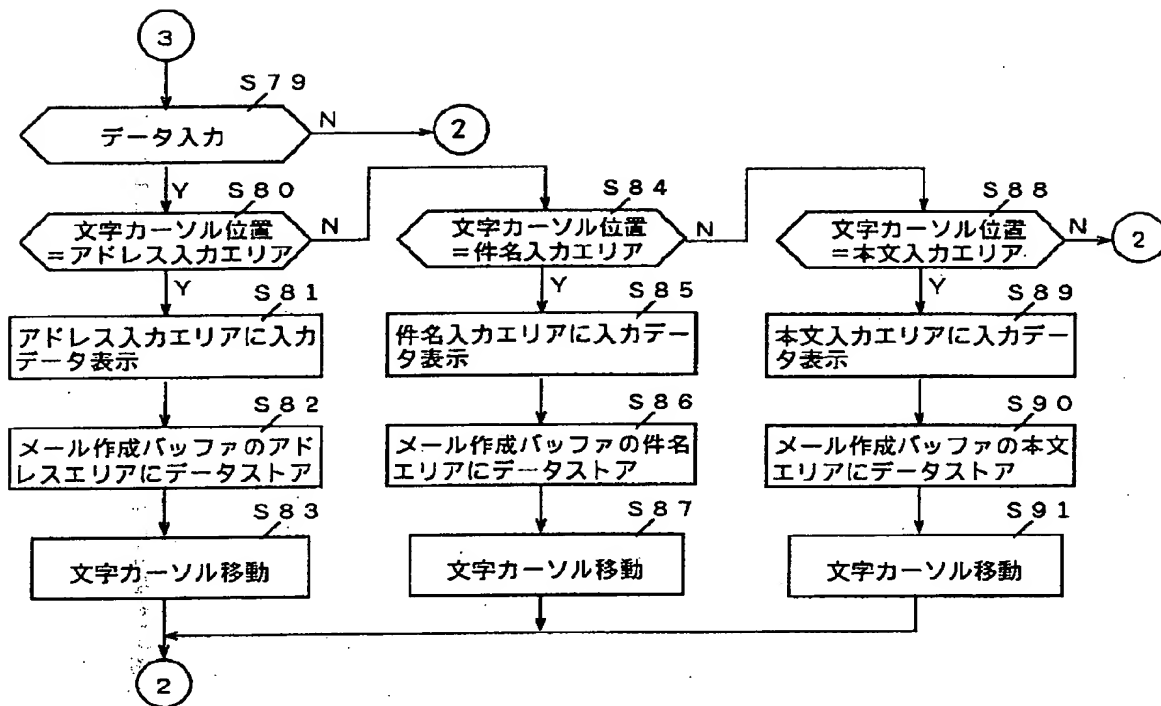 3
S79
データ入力
N
2
Y
S80
文字カーソル位置
=アドレス入力エリア
N
Y
S81
アドレス入力エリアに入力
データ表示
S82
メール作成バッファのアド
レスエリアにデータストア
S83
文字カーソル移動
S84
文字カーソル位置
=件名入力エリア
N
Y
S85
件名入力エリアに入力デー
タ表示
S86
メール作成バッファの件名
エリアにデータストア
S87
文字カーソル移動
S88
文字カーソル位置
=本文入力エリア
N
2
Y
S89
本文入力エリアに入力デー
タ表示
S90
メール作成バッファの本文
エリアにデータストア
S91
文字カーソル移動
2